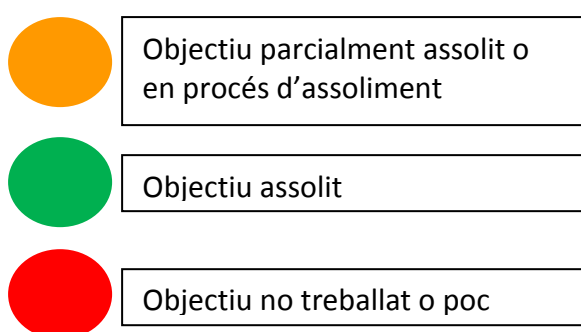 Objectiu parcialment assolit o
en procés d’assoliment
Objectiu assolit
Objectiu no treballat o poc